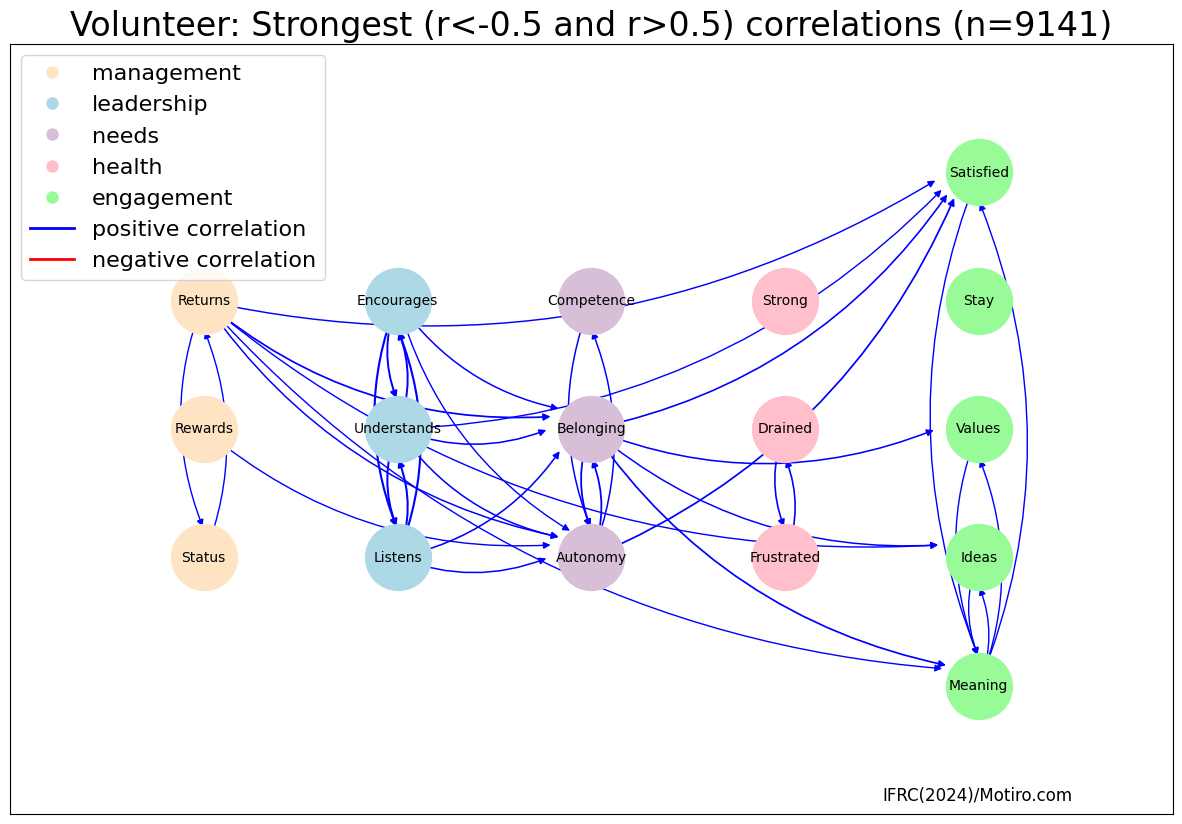 Volunteer: Strongest (r<-0.5 and r>0.5) correlations (n=9141)
management
leadership
needs
health
engagement
positive correlation
negative correlation
Satisfied
Returns
Encourages
Competence
Strong
Stay
Rewards
Understands
Belonging
Drained
Values
Status
Listens
Autonomy
Frustrated
Ideas
Meaning
IFRC(2024)/Motiro.com